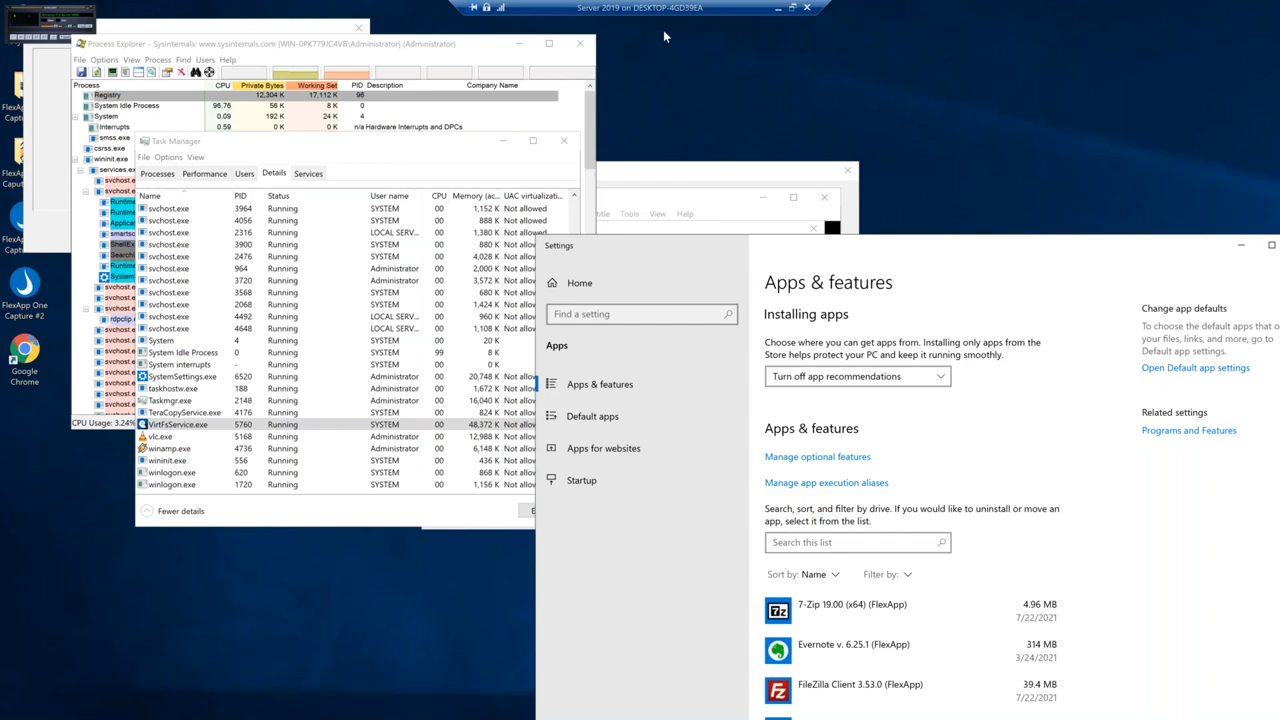 Server 2019 on DESKTOP-4GD39EA
Process Explorer - Sysinternals: www.sysinternals.com [WIN-0PK779JC4VB\Administrator] (Administrator)
File Options View Process Find Users Help
Process CPU Private Bytes Working Set PID Description Company Name
Registry 12,304 K 17,112 K 96
System Idle Process 96.76 56 K 8 K 0
System 0.09 192 K 24 K 4
Interrupts 0.59 0 K 0 K n/a Hardware Interrupts and DPCs
smss.exe
csrss.exe
wininit.exe
services.e
svchost.e
svchost.e
Runtime
Runtime
Applicat
smartsc
ShellEx
SearchU
Runtime
System
svchost.e
svchost.e
svchost.e
rdpclip.e
svchost.e
svchost.e
svchost.e
svchost.e
svchost.e
svchost.e
svchost.e
svchost.e
CPU Usage: 3.24%
Task Manager
File Options View
Processes Performance Users Details Services
Name PID Status User name CPU Memory (ac... UAC virtualizati...
svchost.exe 3964 Running SYSTEM 00 1,152 K Not allowed
svchost.exe 4056 Running SYSTEM 00 888 K Not allowed
svchost.exe 2316 Running LOCAL SERV... 00 1,380 K Not allowed
svchost.exe 3900 Running SYSTEM 00 880 K Not allow
svchost.exe 2476 Running SYSTEM 00 4,028 K Not allow
svchost.exe 964 Running Administrator 00 2,000 K Not allow
svchost.exe 3720 Running Administrator 00 3,572 K Not allow
svchost.exe 3568 Running SYSTEM 00 680 K Not allow
svchost.exe 2068 Running SYSTEM 00 1,424 K Not allow
svchost.exe 4492 Running LOCAL SERV... 00 960 K Not allow
svchost.exe 4648 Running LOCAL SERV... 00 1,108 K Not allow
System 4 Running SYSTEM 00 20 K Not allow
System Idle Process 0 Running SYSTEM 99 8 K Not allow
System interrupts - Running SYSTEM 00 0 K Not allow
SystemSettings.exe 6520 Running Administrator 00 20,748 K Not allow
taskhostw.exe 188 Running Administrator 00 1,672 K Not allow
Taskmgr.exe 2148 Running Administrator 00 16,040 K Not allow
TeraCopyService.exe 2172 Running SYSTEM 00 824 K Not allow
VirtFsService.exe 5760 Running SYSTEM 00 48,372 K Not allow
vlc.exe 5168 Running Administrator 00 12,988 K Not allow
winamp.exe 4736 Running Administrator 00 6,148 K Not allow
wininit.exe 556 Running SYSTEM 00 436 K Not allow
winlogon.exe 620 Running SYSTEM 00 868 K Not allow
winlogon.exe 1720 Running SYSTEM 00 1,156 K Not allow
Fewer details
E
title Tools View Help
FlexAp
Captu
FlexAp
Captu
FlexAp
Captu
FlexApp One
Capture #2
Google
Chrome
Settings
Home
Find a setting
Apps
Apps & features
Default apps
Apps for websites
Startup
Apps & features
Installing apps
Choose where you can get apps from. Installing only apps from the
Store helps protect your PC and keep it running smoothly.
Turn off app recommendations
Apps & features
Manage optional features
Manage app execution aliases
Search, sort, and filter by drive. If you would like to uninstall or move an
app, select it from the list.
Search this list
Sort by: Name Filter by:
7-Zip 19.00 (x64) (FlexApp) 4.96 MB
7/22/2021
Evernote v. 6.25.1 (FlexApp) 314 MB
3/24/2021
FileZilla Client 3.53.0 (FlexApp) 39.4 MB
7/22/2021
Change app defaults
To choose the default apps that o
your files, links, and more, go to
Default app settings.
Open Default app settings
Related settings
Programs and Features